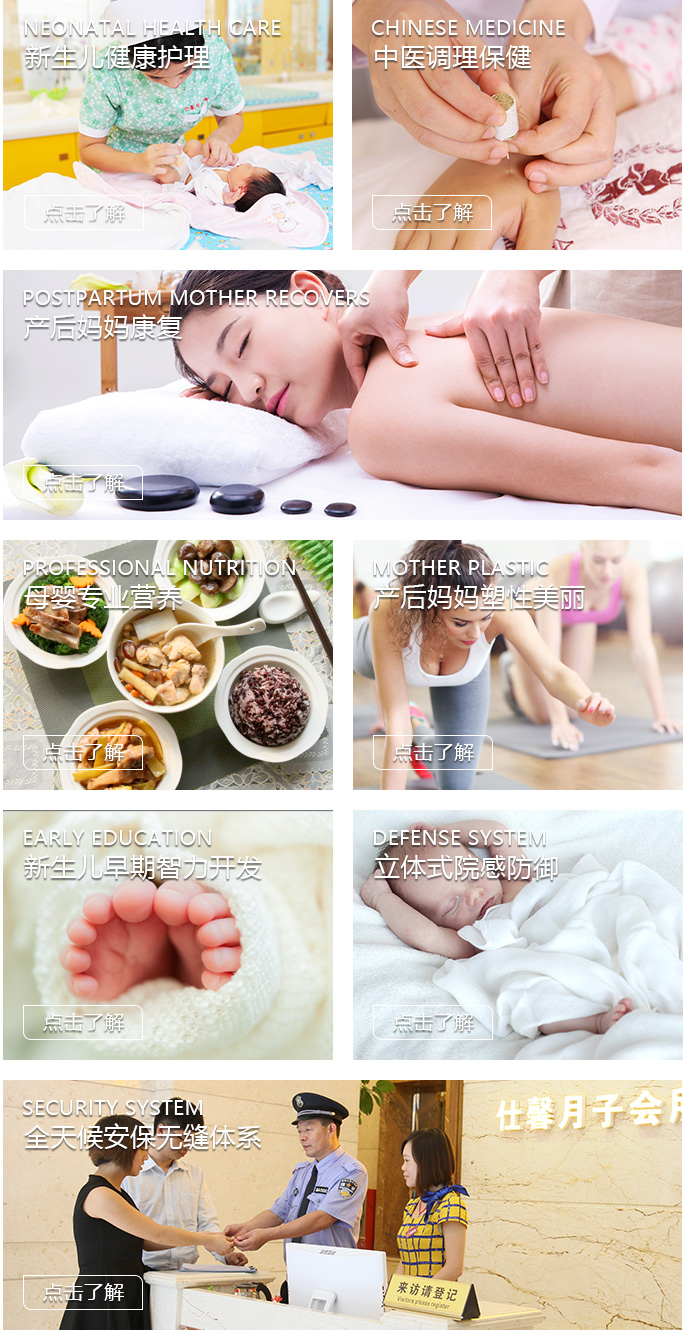 NEONATAL HEALTH CARE
新生儿健康护理
点击了解
CHINESE MEDICINE
中医调理保健
点击了解
POSTPARTUM MOTHER RECOVERS
产后妈妈康复
点击了解
PROFESSIONAL NUTRITION
母婴专业营养
点击了解
MOTHER PLASTIC
产后妈妈塑性美丽
点击了解
EARLY EDUCATION
新生儿早期智力开发
点击了解
DEFENSE SYSTEM
立体式院感防御
点击了解
SECURITY SYSTEM
全天候安保无缝体系
仕馨月子会
来访请登记
Visitors please register
点击了解